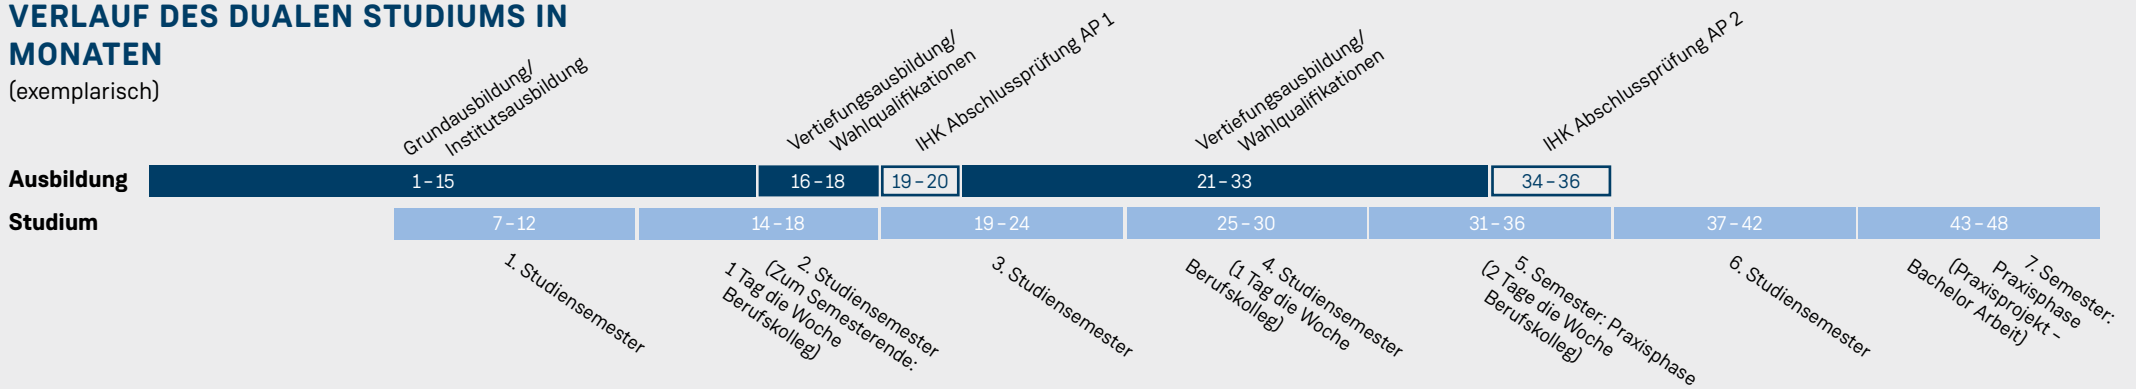 VERLAUF DES DUALEN STUDIUMS IN
MONATEN
(exemplarisch)
Grundausbildung/
Institutsausbildung
Vertiefungsausbildung/
Wahlqualifikationen
IHK Abschlussprüfung AP 1
Vertiefungsausbildung/
Wahlqualifikationen
IHK Abschlussprüfung AP 2
Ausbildung
1–15
16–18
19–20
21–33
34–36
Studium
7–12
14–18
19–24
25–30
31–36
37–42
43–48
1. Studiensemester
2. Studiensemester
(Zum Semesterende:
1 Tag die Woche
Berufskolleg)
3. Studiensemester
4. Studiensemester
(1 Tag die Woche
Berufskolleg)
5. Semester: Praxisphase
(2 Tage die Woche
Berufskolleg)
6. Studiensemester
7. Semester:
Praxisphase
(Praxisprojekt –
Bachelor Arbeit)